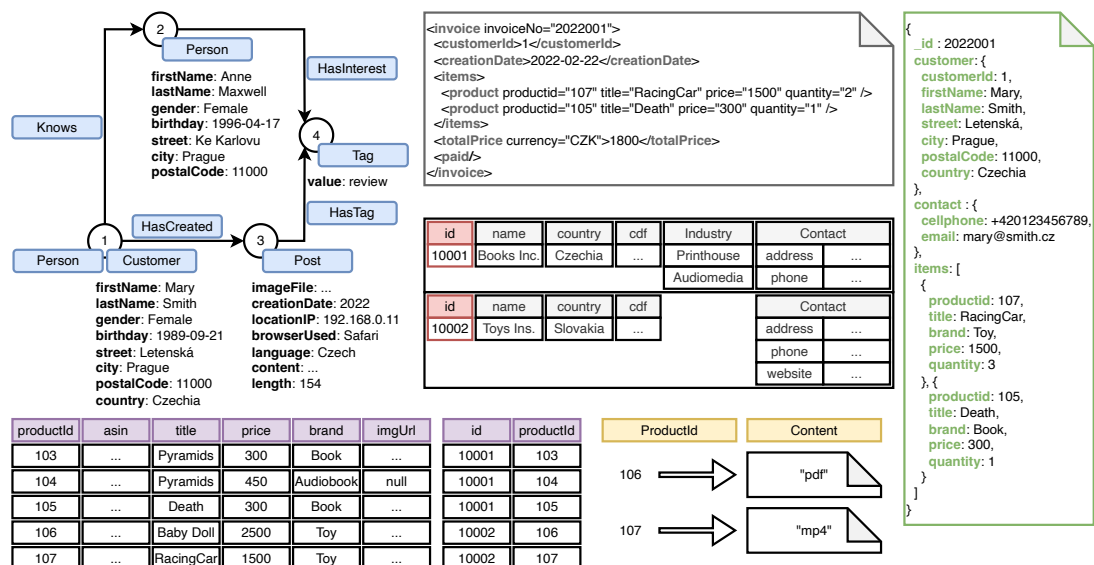 2
Person
firstName: Anne
lastName: Maxwell
gender: Female
birthday: 1996-04-17
street: Ke Karlovu
city: Prague
postalCode: 11000
HasInterest
Knows
4
Tag
value: review
HasTag
HasCreated
1
Person
Customer
firstName: Mary
lastName: Smith
gender: Female
birthday: 1989-09-21
street: Letenská
city: Prague
postalCode: 11000
country: Czechia
3
Post
imageFile: ...
creationDate: 2022
locationIP: 192.168.0.11
browserUsed: Safari
language: Czech
content: ...
length: 154
<invoice invoiceNo="2022001">
<customerId>1</customerId>
<creationDate>2022-02-22</creationDate>
<items>
<product productid="107" title="RacingCar" price="1500" quantity="2" />
<product productid="105" title="Death" price="300" quantity="1" />
</items>
<totalPrice currency="CZK">1800</totalPrice>
<paid/>
</invoice>
id name country cdf Industry Contact
10001 Books Inc. Czechia ... Printhouse address ...
Audiomedia phone ...
id name country cdf Contact
10002 Toys Ins. Slovakia ... address ...
phone ...
website ...
{
_id : 2022001
customer: {
customerId: 1,
firstName: Mary,
lastName: Smith,
street: Letenská,
city: Prague,
postalCode: 11000,
country: Czechia
},
contact : {
cellphone: +420123456789,
email: mary@smith.cz
},
items: [
{
productid: 107,
title: RacingCar,
brand: Toy,
price: 1500,
quantity: 3
}, {
productid: 105,
title: Death,
brand: Book,
price: 300,
quantity: 1
}
]
}
productId asin title price brand imgUrl
103 ... Pyramids 300 Book ...
104 ... Pyramids 450 Audiobook null
105 ... Death 300 Book ...
106 ... Baby Doll 2500 Toy ...
107 ... RacingCar 1500 Toy ...
id productId
10001 103
10001 104
10001 105
10002 106
10002 107
ProductId Content
106 "pdf"
107 "mp4"